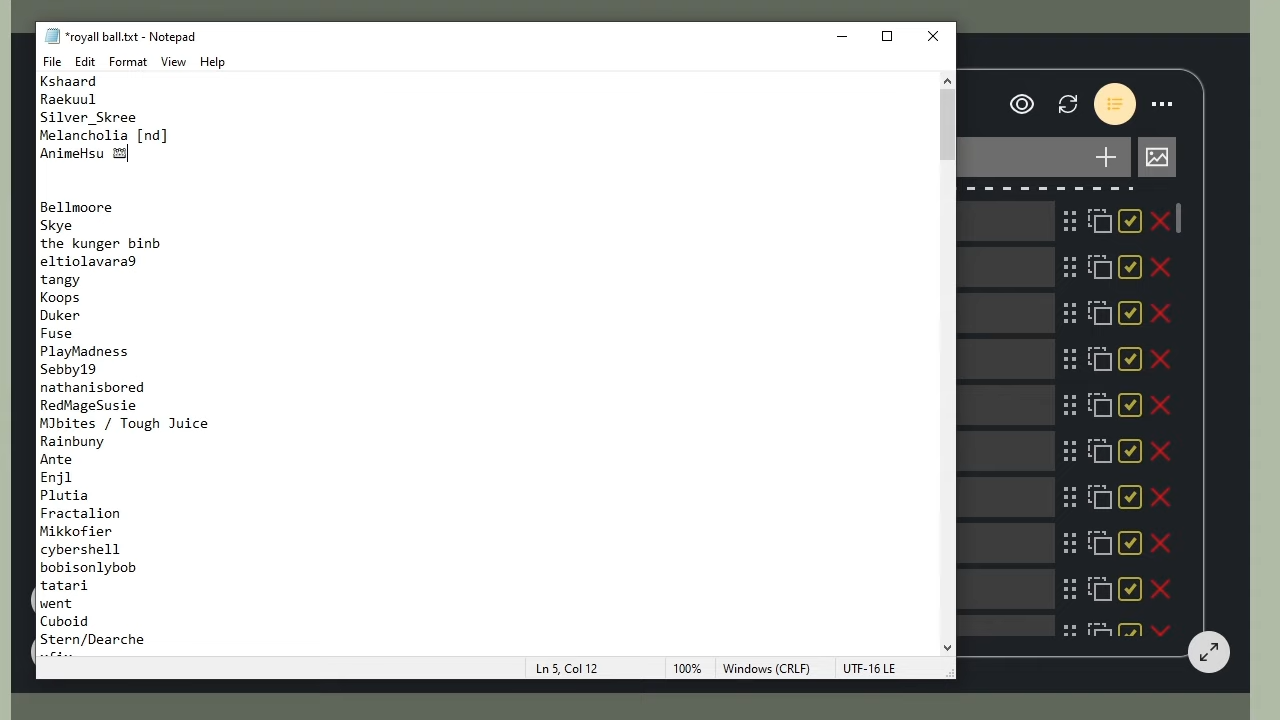 *royall ball.txt - Notepad
File Edit Format View Help
Kshaard
Raekuul
Silver_Skree
Melancholia [nd]
AnimeHsu 🐯
Bellmoore
Skye
the kunger binb
eltiolavara9
tangy
Koops
Duker
Fuse
PlayMadness
Sebby19
nathanisbored
RedMageSusie
MJbites / Tough Juice
Rainbuny
Ante
Enjl
Plutia
Fractalion
Mikkofier
cybershell
bobisonlybob
tatari
went
Cuboid
Stern/Dearche
Ln 5, Col 12 100% Windows (CRLF) UTF-16 LE